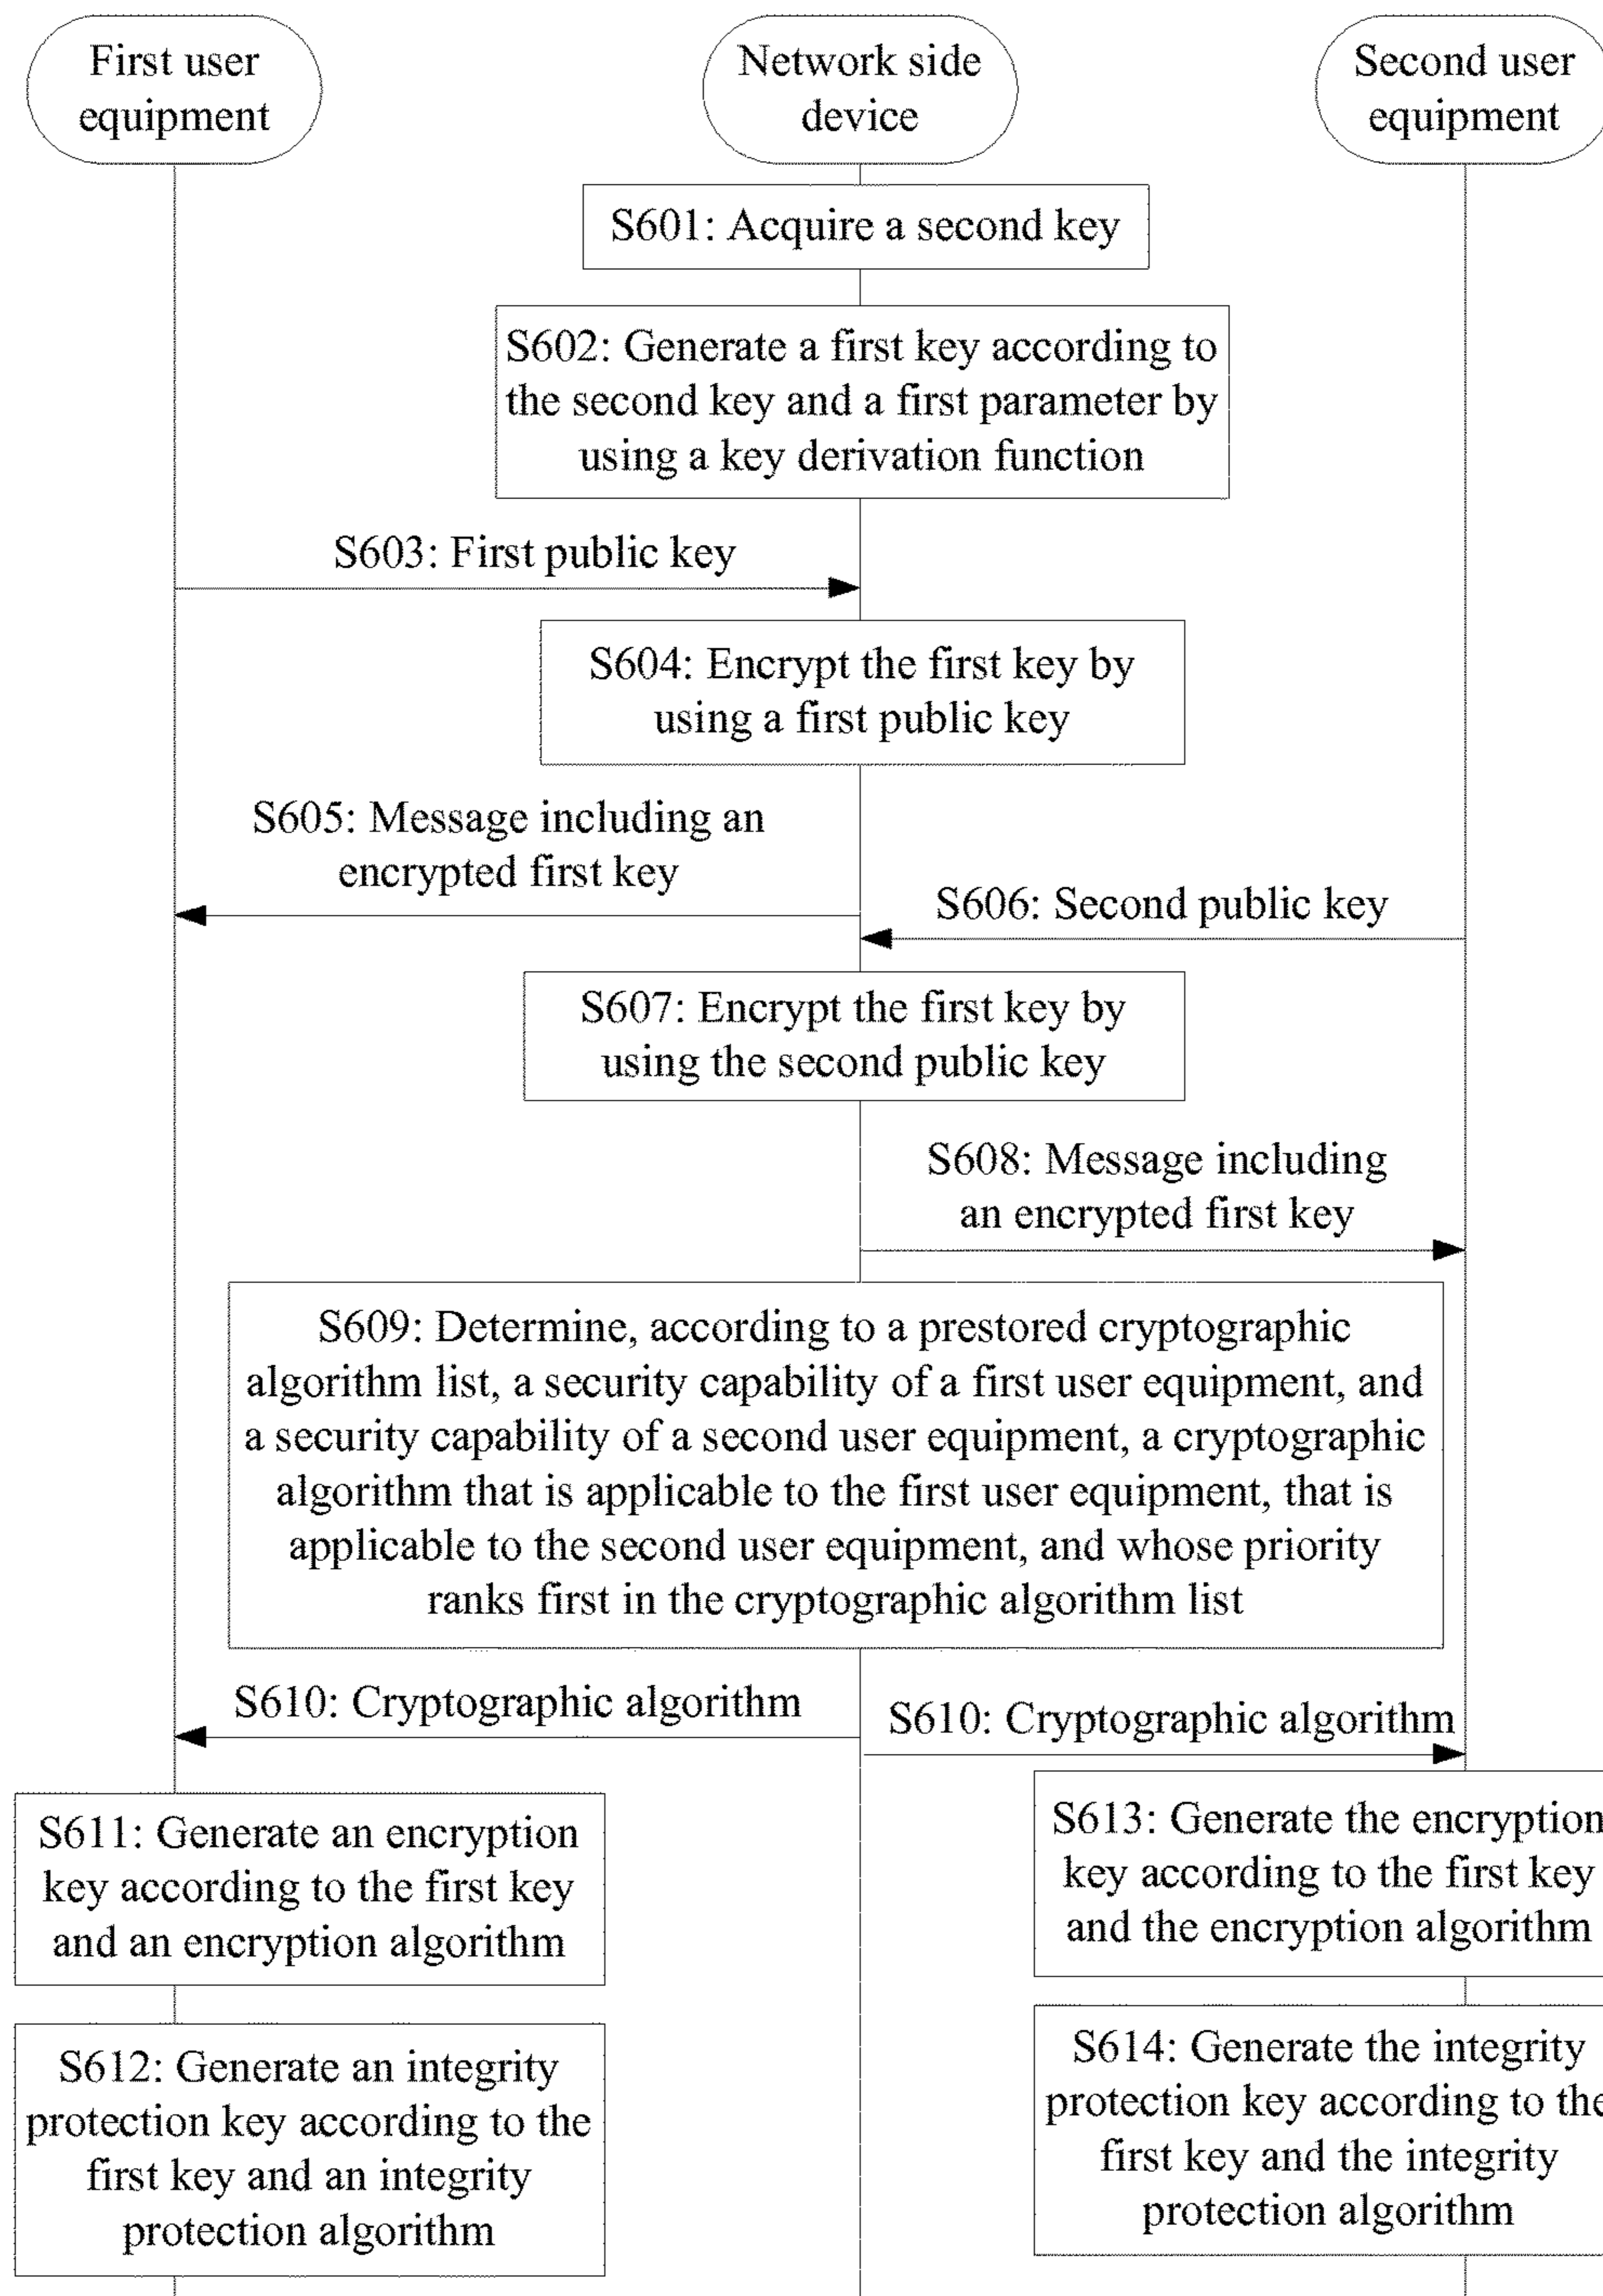 First user
equipment
Network side
device
Second user
equipment
S601: Acquire a second key
S602: Generate a first key according to
the second key and a first parameter by
using a key derivation function
S603: First public key
S604: Encrypt the first key by
using a first public key
S605: Message including an
encrypted first key
S606: Second public key
S607: Encrypt the first key by
using the second public key
S608: Message including
an encrypted first key
S609: Determine, according to a prestored cryptographic
algorithm list, a security capability of a first user equipment, and
a security capability of a second user equipment, a cryptographic
algorithm that is applicable to the first user equipment, that is
applicable to the second user equipment, and whose priority
ranks first in the cryptographic algorithm list
S610: Cryptographic algorithm
S610: Cryptographic algorithm
S611: Generate an encryption
key according to the first key
and an encryption algorithm
S613: Generate the encryption
key according to the first key
and the encryption algorithm
S612: Generate an integrity
protection key according to the
first key and an integrity
protection algorithm
S614: Generate the integrity
protection key according to the
first key and the integrity
protection algorithm